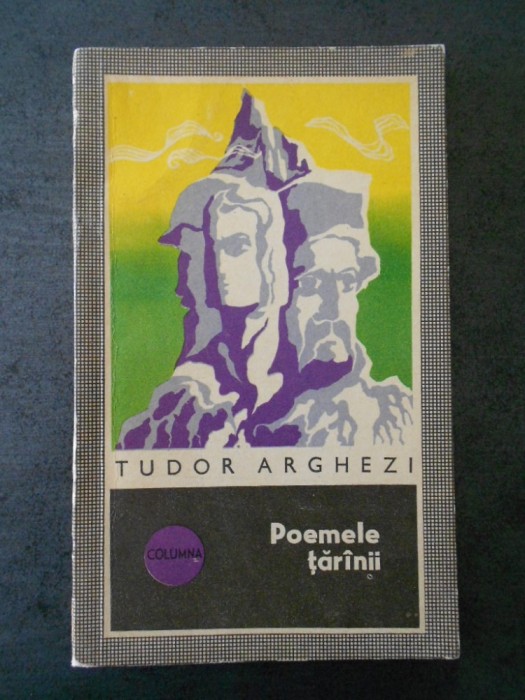 TUDOR ARGHEZI
Poemele
țărînii
COLUMNA